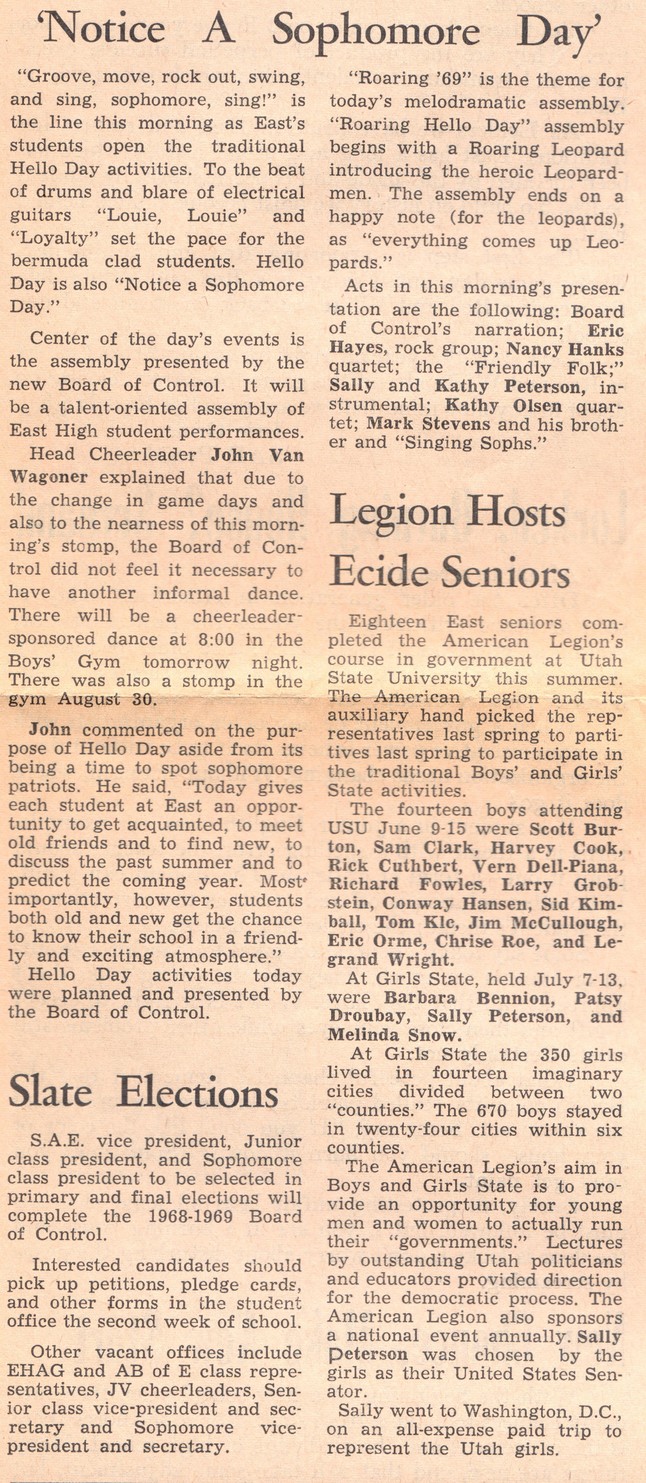 ‘Notice A Sophomore Day’
“Groove, move, rock out, swing,
and sing, sophomore, sing!” is
the line this morning as East’s
students open the traditional
Hello Day activities. To the beat
of drums and blare of electrical
guitars “Louie, Louie” and
“Loyalty” set the pace for the
bermuda clad students. Hello
Day is also “Notice a Sophomore
Day.”
Center of the day’s events is
the assembly presented by the
new Board of Control. It will
be a talent-oriented assembly of
East High student performances.
Head Cheerleader John Van
Wagoner explained that due to
the change in game days and
also to the nearness of this morn-
ing’s stomp, the Board of Con-
trol did not feel it necessary to
have another informal dance.
There will be a cheerleader-
sponsored dance at 8:00 in the
Boys’ Gym tomorrow night.
There was also a stomp in the
gym August 30.
John commented on the pur-
pose of Hello Day aside from its
being a time to spot sophomore
patriots. He said, “Today gives
each student at East an oppor-
tunity to get acquainted, to meet
old friends and to find new, to
discuss the past summer and to
predict the coming year. Most
importantly, however, students
both old and new get the chance
to know their school in a friend-
ly and exciting atmosphere.”
Hello Day activities today
were planned and presented by
the Board of Control.
Slate Elections
S.A.E. vice president, Junior
class president, and Sophomore
class president to be selected in
primary and final elections will
complete the 1968-1969 Board
of Control.
Interested candidates should
pick up petitions, pledge cards,
and other forms in the student
office the second week of school.
Other vacant offices include
EHAG and AB of E class repre-
sentatives, JV cheerleaders, Sen-
ior class vice-president and sec-
retary and Sophomore vice-
president and secretary.
“Roaring ’69” is the theme for
today’s melodramatic assembly.
“Roaring Hello Day” assembly
begins with a Roaring Leopard
introducing the heroic Leopard-
men. The assembly ends on a
happy note (for the leopards),
as “everything comes up Leo-
pards.”
Acts in this morning’s presen-
tation are the following: Board
of Control’s narration; Eric
Hayes, rock group; Nancy Hanks
quartet; the “Friendly Folk;”
Sally and Kathy Peterson, in-
strumental; Kathy Olsen quar-
tet; Mark Stevens and his broth-
er and “Singing Sophs.”
Legion Hosts
Ecide Seniors
Eighteen East seniors com-
pleted the American Legion’s
course in government at Utah
State University this summer.
The American Legion and its
auxiliary hand picked the rep-
resentatives last spring to parti-
tives last spring to participate in
the traditional Boys’ and Girls’
State activities.
The fourteen boys attending
USU June 9-15 were Scott Bur-
ton, Sam Clark, Harvey Cook,
Rick Cuthbert, Vern Dell-Piana,
Richard Fowles, Larry Grob-
stein, Conway Hansen, Sid Kim-
ball, Tom Klc, Jim McCullough,
Eric Orme, Chrise Roe, and Le-
grand Wright.
At Girls State, held July 7-13,
were Barbara Bennion, Patsy
Droubay, Sally Peterson, and
Melinda Snow.
At Girls State the 350 girls
lived in fourteen imaginary
cities divided between two
“counties.” The 670 boys stayed
in twenty-four cities within six
counties.
The American Legion’s aim in
Boys and Girls State is to pro-
vide an opportunity for young
men and women to actually run
their “governments.” Lectures
by outstanding Utah politicians
and educators provided direction
for the democratic process. The
American Legion also sponsors
a national event annually. Sally
Peterson was chosen by the
girls as their United States Sen-
ator.
Sally went to Washington, D.C.,
on an all-expense paid trip to
represent the Utah girls.